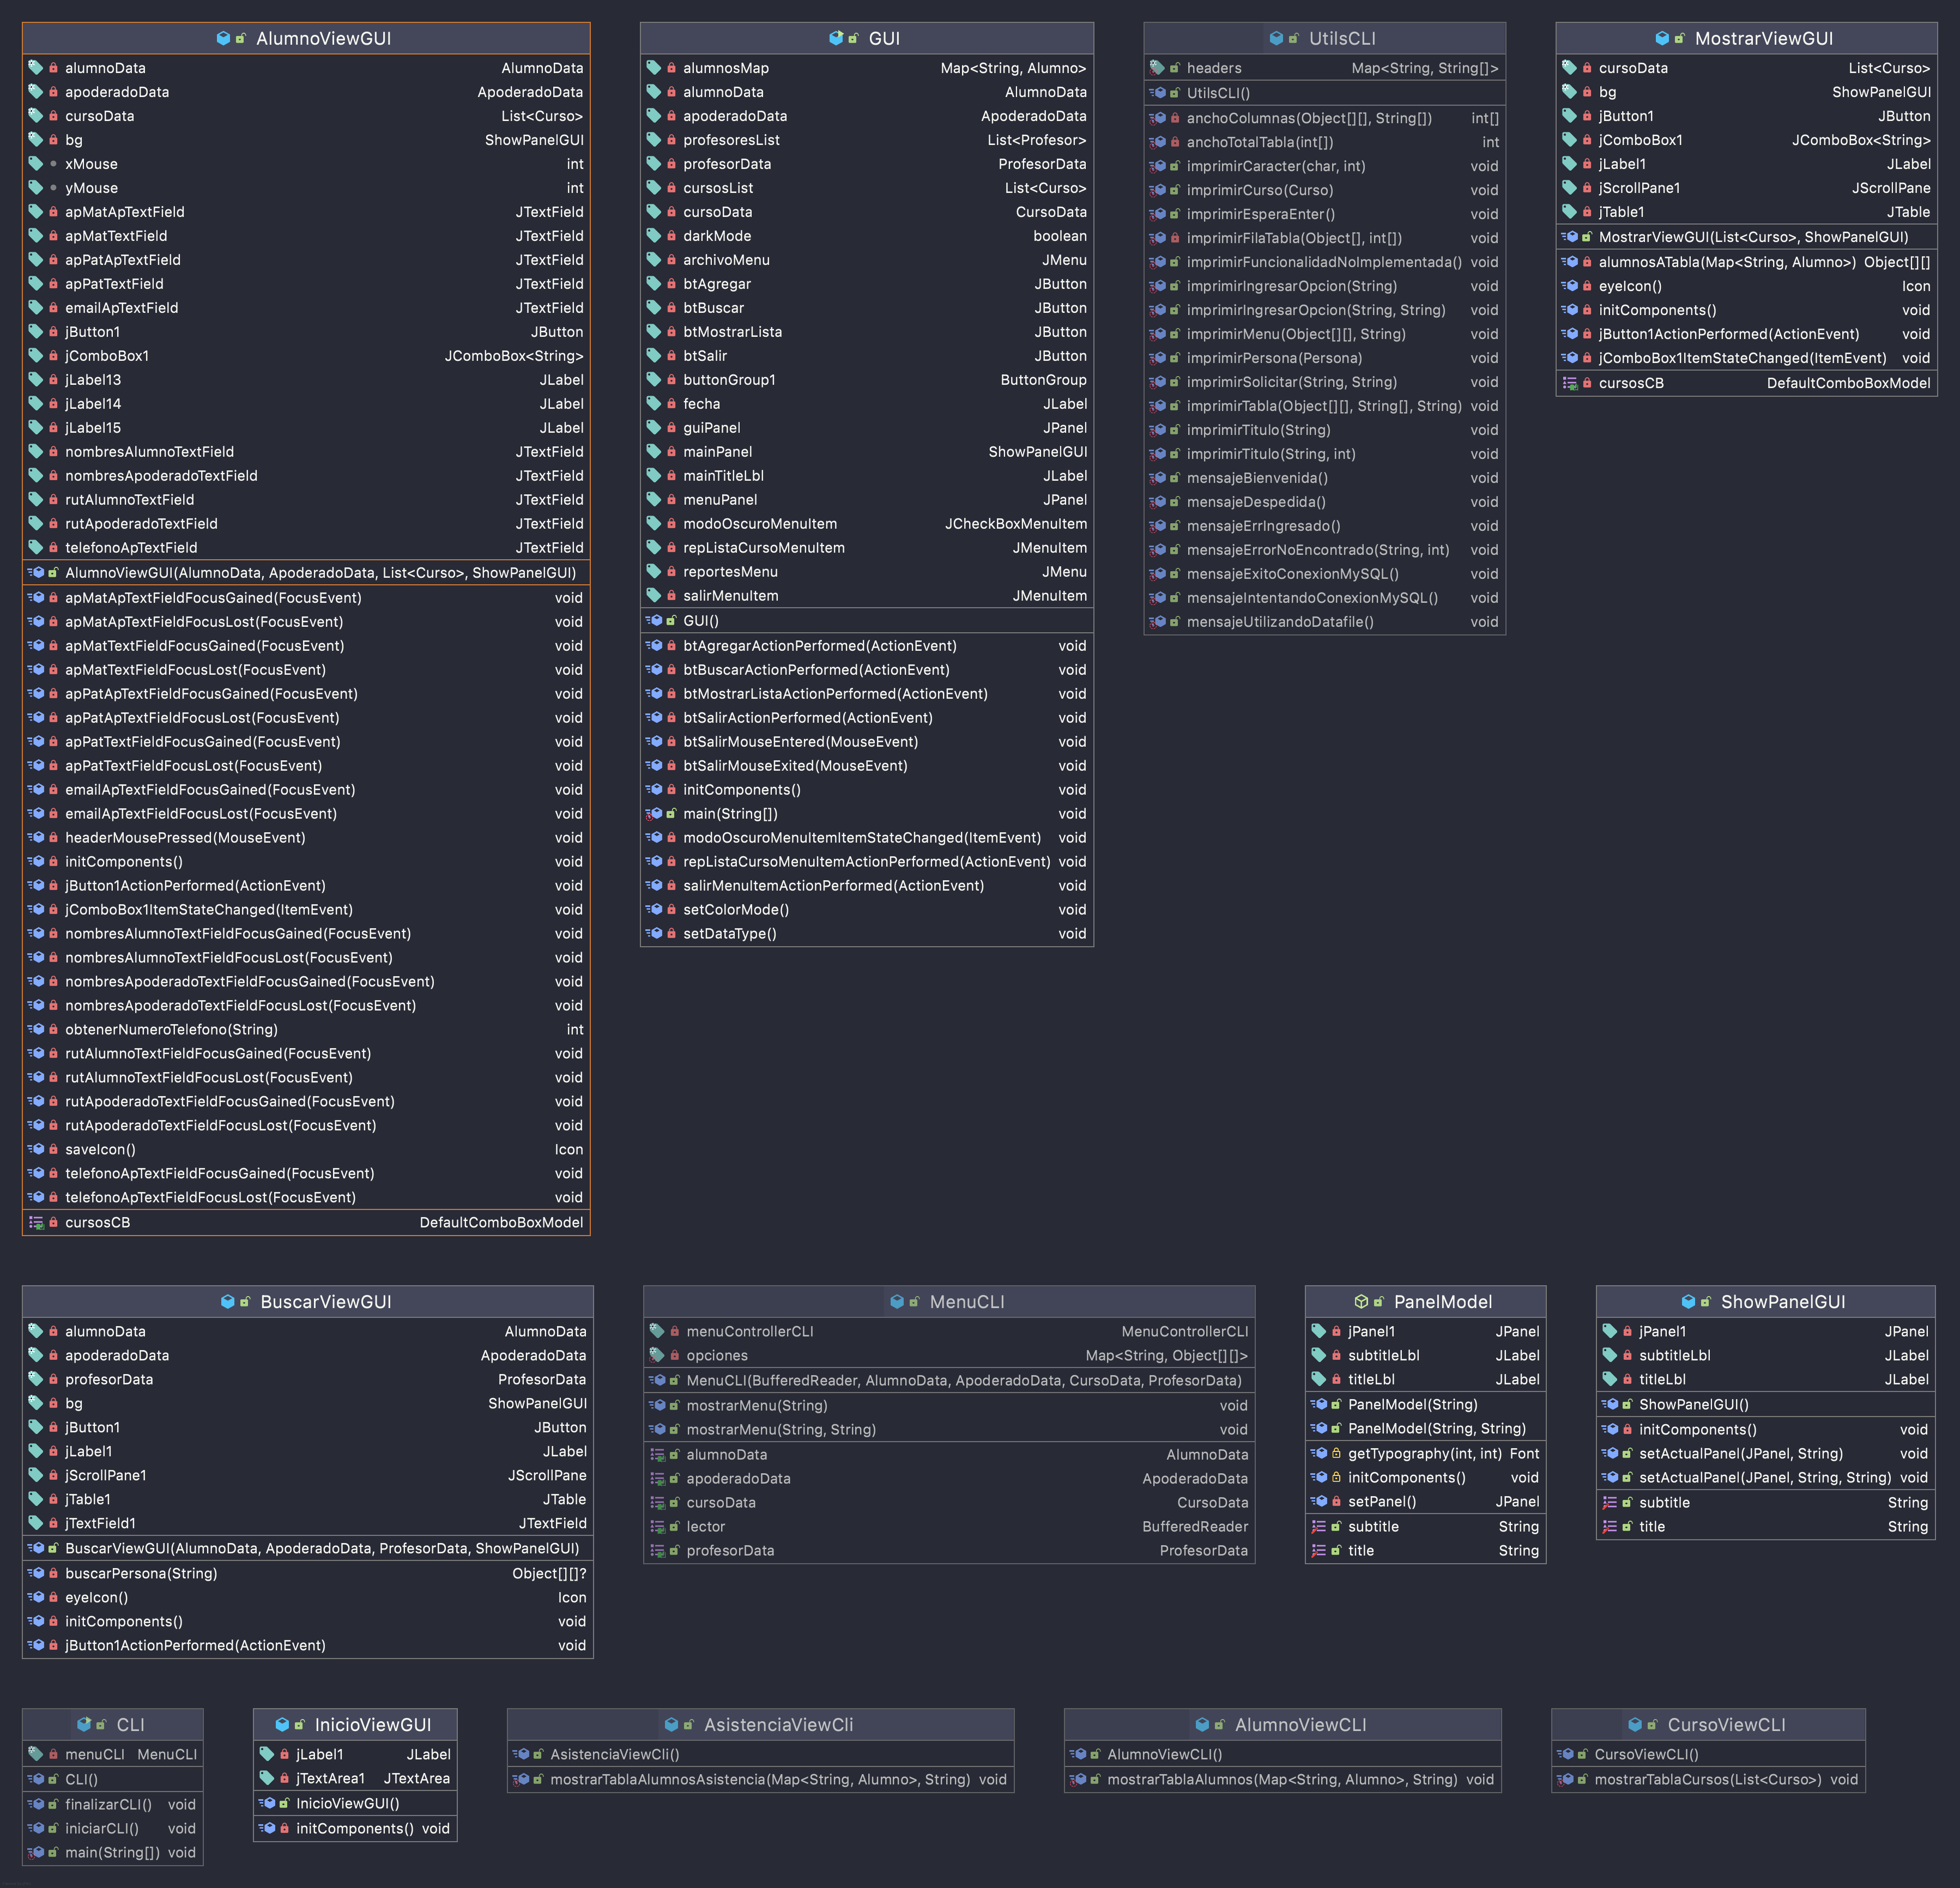 AlumnoViewGUI
alumnoData AlumnoData
apoderadoData ApoderadoData
cursoData List<Curso>
bg ShowPanelGUI
xMouse int
yMouse int
apMatApTextField JTextField
apMatTextField JTextField
apPatApTextField JTextField
apPatTextField JTextField
emailApTextField JTextField
jButton1 JButton
jComboBox1 JComboBox<String>
jLabel13 JLabel
jLabel14 JLabel
jLabel15 JLabel
nombresAlumnoTextField JTextField
nombresApoderadoTextField JTextField
rutAlumnoTextField JTextField
rutApoderadoTextField JTextField
telefonoApTextField JTextField
AlumnoViewGUI(AlumnoData, ApoderadoData, List<Curso>, ShowPanelGUI)
apMatApTextFieldFocusGained(FocusEvent) void
apMatApTextFieldFocusLost(FocusEvent) void
apMatTextFieldFocusGained(FocusEvent) void
apMatTextFieldFocusLost(FocusEvent) void
apPatApTextFieldFocusGained(FocusEvent) void
apPatApTextFieldFocusLost(FocusEvent) void
apPatTextFieldFocusGained(FocusEvent) void
apPatTextFieldFocusLost(FocusEvent) void
emailApTextFieldFocusGained(FocusEvent) void
emailApTextFieldFocusLost(FocusEvent) void
headerMousePressed(MouseEvent) void
initComponents() void
jButton1ActionPerformed(ActionEvent) void
jComboBox1ItemStateChanged(ItemEvent) void
nombresAlumnoTextFieldFocusGained(FocusEvent) void
nombresAlumnoTextFieldFocusLost(FocusEvent) void
nombresApoderadoTextFieldFocusGained(FocusEvent) void
nombresApoderadoTextFieldFocusLost(FocusEvent) void
obtenerNumeroTelefono(String) int
rutAlumnoTextFieldFocusGained(FocusEvent) void
rutAlumnoTextFieldFocusLost(FocusEvent) void
rutApoderadoTextFieldFocusGained(FocusEvent) void
rutApoderadoTextFieldFocusLost(FocusEvent) void
saveIcon() Icon
telefonoApTextFieldFocusGained(FocusEvent) void
telefonoApTextFieldFocusLost(FocusEvent) void
cursosCB DefaultComboBoxModel
GUI
alumnosMap Map<String, Alumno>
alumnoData AlumnoData
apoderadoData ApoderadoData
profesoresList List<Profesor>
profesorData ProfesorData
cursosList List<Curso>
cursoData CursoData
darkMode boolean
archivoMenu JMenu
btAgregar JButton
btBuscar JButton
btMostrarLista JButton
btSalir JButton
buttonGroup1 ButtonGroup
fecha JLabel
guiPanel JPanel
mainPanel ShowPanelGUI
mainTitleLbl JLabel
menuPanel JPanel
modoOscuroMenuItem JCheckBoxMenuItem
repListaCursoMenuItem JMenuItem
reportesMenu JMenu
salirMenuItem JMenuItem
GUI()
btAgregarActionPerformed(ActionEvent) void
btBuscarActionPerformed(ActionEvent) void
btMostrarListaActionPerformed(ActionEvent) void
btSalirActionPerformed(ActionEvent) void
btSalirMouseEntered(MouseEvent) void
btSalirMouseExited(MouseEvent) void
initComponents() void
main(String[]) void
modoOscuroMenuItemItemStateChanged(ItemEvent) void
repListaCursoMenuItemActionPerformed(ActionEvent) void
salirMenuItemActionPerformed(ActionEvent) void
setColorMode() void
setDataType() void
UtilsCLI
headers Map<String, String[]>
UtilsCLI()
anchoColumnas(Object[][], String[]) int[]
anchoTotalTabla(int[]) int
imprimirCaracter(char, int) void
imprimirCurso(Curso) void
imprimirEsperaEnter() void
imprimirFilaTabla(Object[], int[]) void
imprimirFuncionalidadNoImplementada() void
imprimirIngresarOpcion(String) void
imprimirIngresarOpcion(String, String) void
imprimirMenu(Object[][], String) void
imprimirPersona(Persona) void
imprimirSolicitar(String, String) void
imprimirTabla(Object[][], String[], String) void
imprimirTitulo(String) void
imprimirTitulo(String, int) void
mensajeBienvenida() void
mensajeDespedida() void
mensajeErrIngresado() void
mensajeErrorNoEncontrado(String, int) void
mensajeExitoConexionMySQL() void
mensajeIntentandoConexionMySQL() void
mensajeUtilizandoDatafile() void
MostrarViewGUI
cursoData List<Curso>
bg ShowPanelGUI
jButton1 JButton
jComboBox1 JComboBox<String>
jLabel1 JLabel
jScrollPane1 JScrollPane
jTable1 JTable
MostrarViewGUI(List<Curso>, ShowPanelGUI)
alumnosATabla(Map<String, Alumno>) Object[][]
eyeIcon() Icon
initComponents() void
jButton1ActionPerformed(ActionEvent) void
jComboBox1ItemStateChanged(ItemEvent) void
cursosCB DefaultComboBoxModel
BuscarViewGUI
alumnoData AlumnoData
apoderadoData ApoderadoData
profesorData ProfesorData
bg ShowPanelGUI
jButton1 JButton
jLabel1 JLabel
jScrollPane1 JScrollPane
jTable1 JTable
jTextField1 JTextField
BuscarViewGUI(AlumnoData, ApoderadoData, ProfesorData, ShowPanelGUI)
buscarPersona(String) Object[][]?
eyeIcon() Icon
initComponents() void
jButton1ActionPerformed(ActionEvent) void
MenuCLI
menuControllerCLI MenuControllerCLI
opciones Map<String, Object[][]>
MenuCLI(BufferedReader, AlumnoData, ApoderadoData, CursoData, ProfesorData)
mostrarMenu(String) void
mostrarMenu(String, String) void
alumnoData AlumnoData
apoderadoData ApoderadoData
cursoData CursoData
lector BufferedReader
profesorData ProfesorData
PanelModel
jPanel1 JPanel
subtitleLbl JLabel
titleLbl JLabel
PanelModel(String)
PanelModel(String, String)
getTypography(int, int) Font
initComponents() void
setPanel() JPanel
subtitle String
title String
ShowPanelGUI
jPanel1 JPanel
subtitleLbl JLabel
titleLbl JLabel
ShowPanelGUI()
initComponents() void
setActualPanel(JPanel, String) void
setActualPanel(JPanel, String, String) void
subtitle String
title String
CLI
menuCLI MenuCLI
CLI()
finalizarCLI() void
iniciarCLI() void
main(String[]) void
InicioViewGUI
jLabel1 JLabel
jTextArea1 JTextArea
InicioViewGUI()
initComponents() void
AsistenciaViewCli
AsistenciaViewCli()
mostrarTablaAlumnosAsistencia(Map<String, Alumno>, String) void
AlumnoViewCLI
AlumnoViewCLI()
mostrarTablaAlumnos(Map<String, Alumno>, String) void
CursoViewCLI
CursoViewCLI()
mostrarTablaCursos(List<Curso>) void